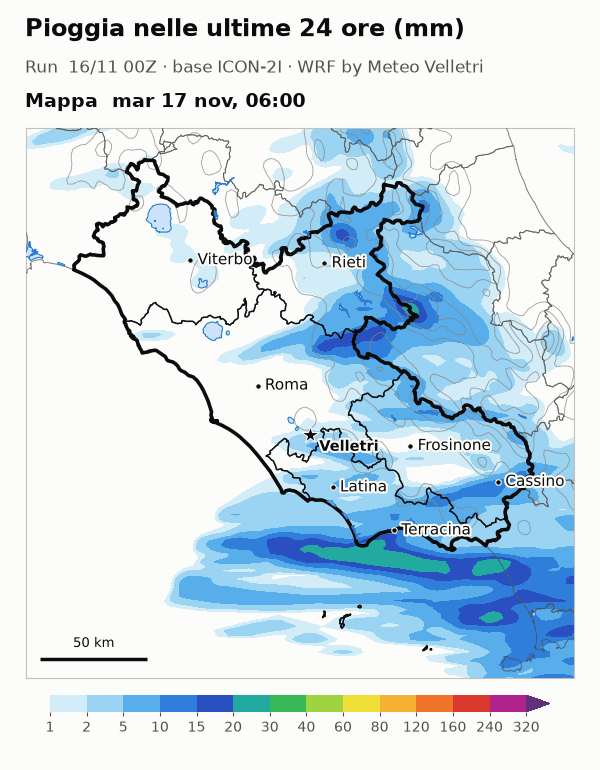 Pioggia nelle ultime 24 ore (mm)
Run 16/11 00Z · base ICON-2I · WRF by Meteo Velletri
Mappa mar 17 nov, 06:00
Viterbo
Rieti
Roma
Velletri
Frosinone
Latina
Cassino
Terracina
50 km
1 2 5 10 15 20 30 40 60 80 120 160 240 320